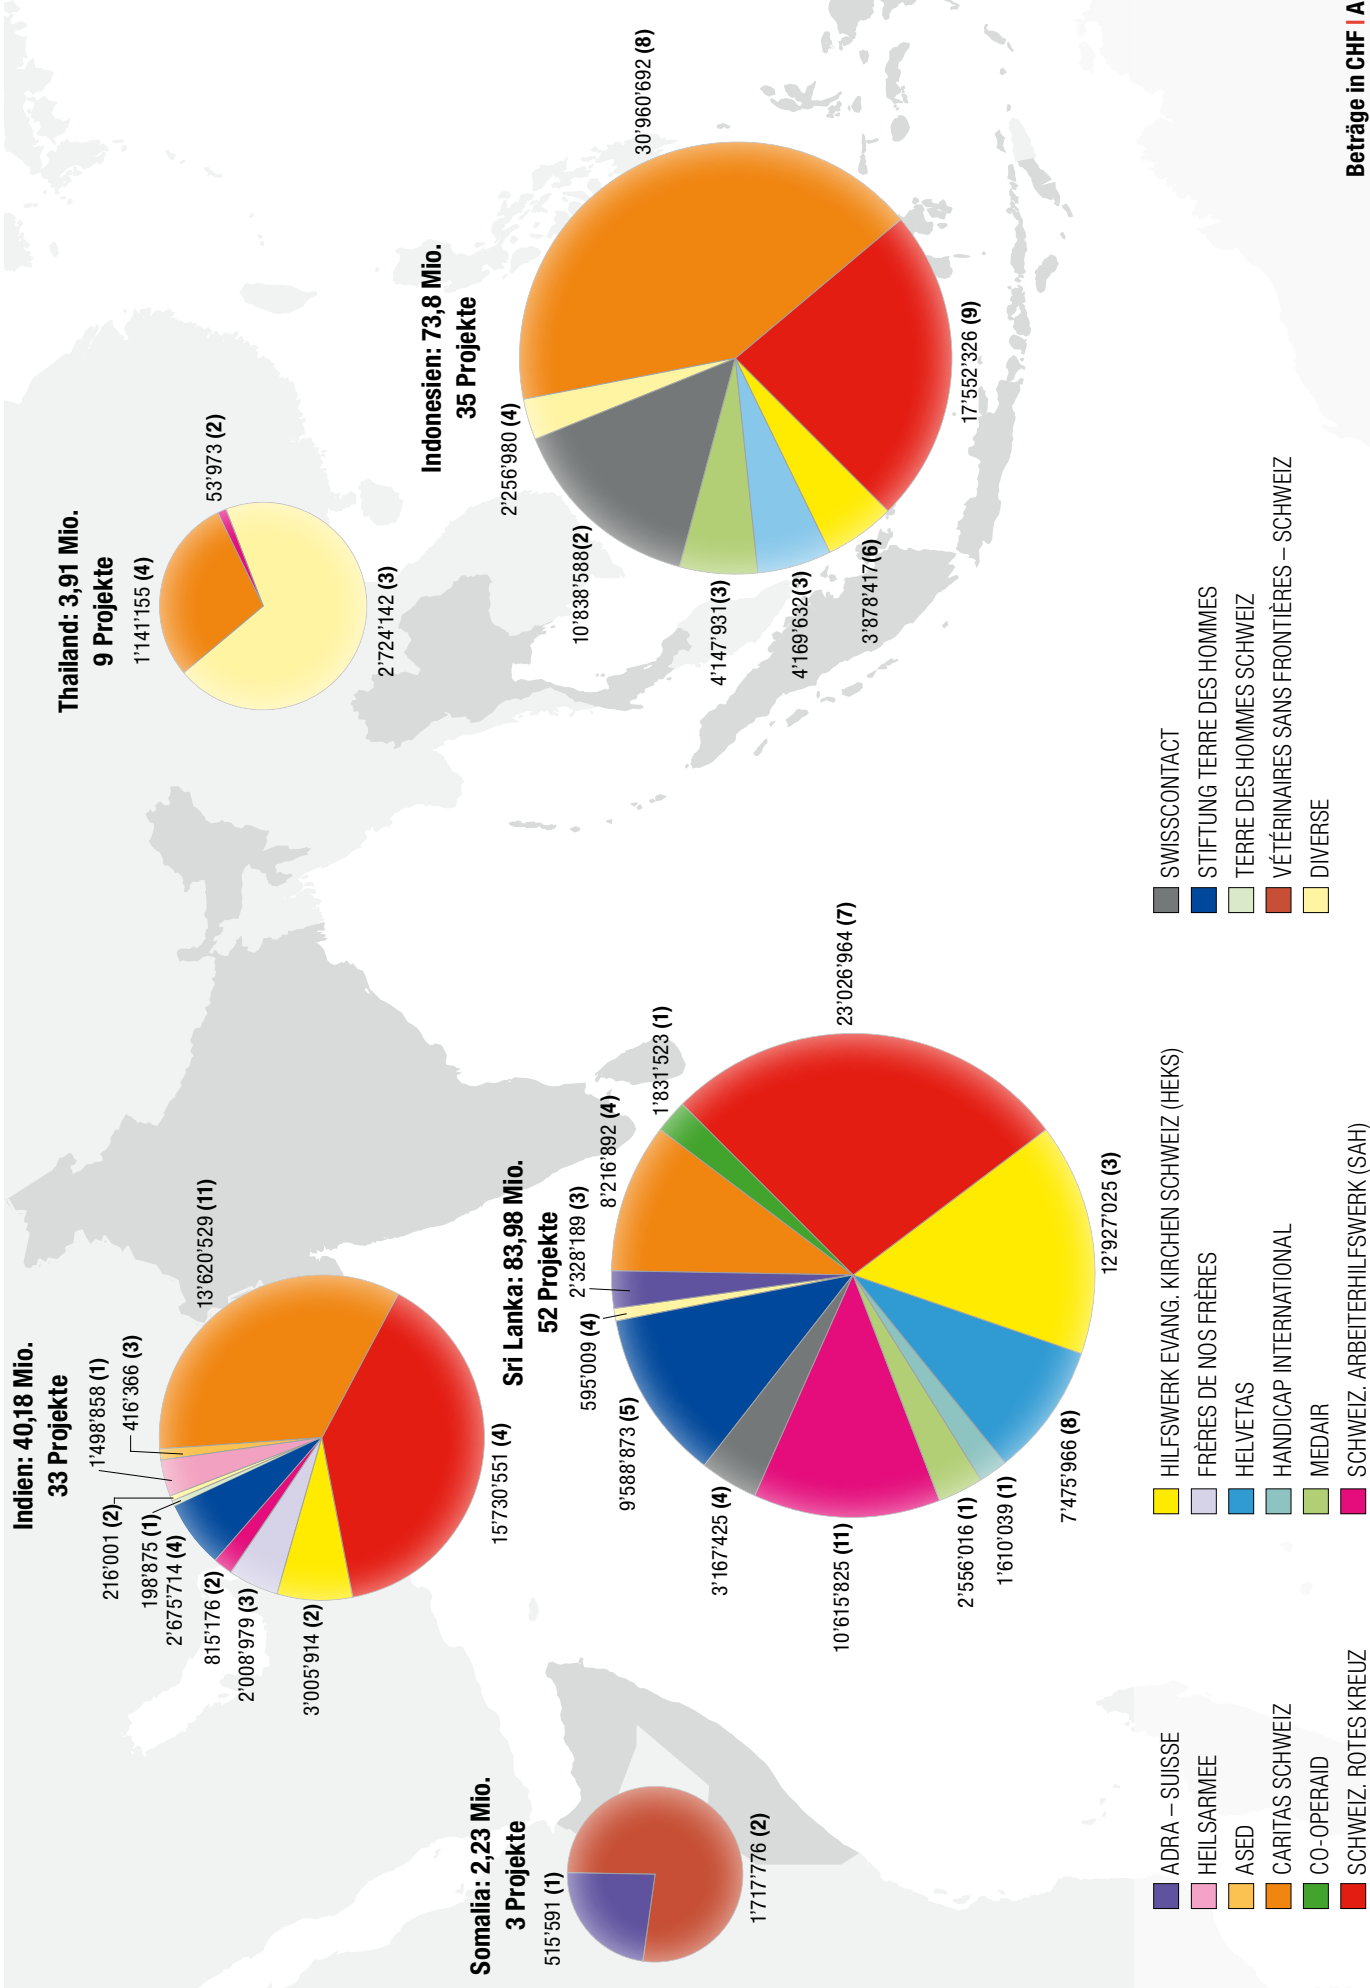 Somalia: 2,23 Mio.
3 Projekte
515’591 (1)
1’717’776 (2)
Indien: 40,18 Mio.
33 Projekte
13’620’529 (11)
416’366 (3)
1’498’858 (1)
216’001 (2)
198’875 (1)
2’675’714 (4)
815’176 (2)
2’008’979 (3)
3’005’914 (2)
15’730’551 (4)
Sri Lanka: 83,98 Mio.
52 Projekte
2’328’189 (3)
8’216’892 (4)
1’831’523 (1)
23’026’964 (7)
12’927’025 (3)
7’475’966 (8)
1’610’039 (1)
2’556’016 (1)
10’615’825 (11)
3’167’425 (4)
9’588’873 (5)
595’009 (4)
Thailand: 3,91 Mio.
9 Projekte
1’141’155 (4)
53’973 (2)
2’724’142 (3)
Indonesien: 73,8 Mio.
35 Projekte
30’960’692 (8)
17’552’326 (9)
3’878’417(6)
4’169’632(3)
4’147’931(3)
10’838’588(2)
2’256’980 (4)
ADRA – SUISSE
HEILSARMEE
ASED
CARITAS SCHWEIZ
CO-OPERAID
SCHWEIZ. ROTES KREUZ
HILFSWERK EVANG. KIRCHEN SCHWEIZ (HEKS)
FRÈRES DE NOS FRÈRES
HELVETAS
HANDICAP INTERNATIONAL
MEDAIR
SCHWEIZ. ARBEITERHILFSWERK (SAH)
SWISSCONTACT
STIFTUNG TERRE DES HOMMES
TERRE DES HOMMES SCHWEIZ
VÉTÉRINAIRES SANS FRONTIÈRES – SCHWEIZ
DIVERSE
Beträge in CHF | A